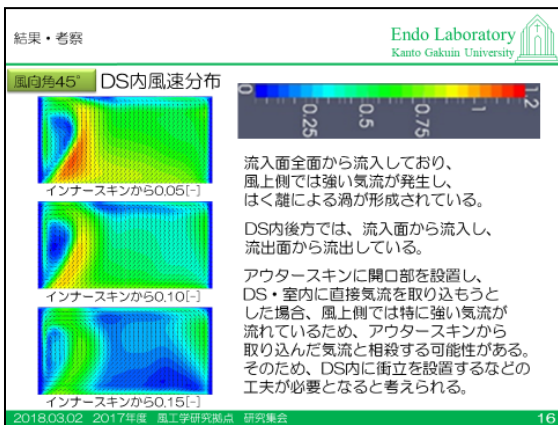 結果・考察
Endo Laboratory
Kanto Gakuin University
風向角45°
DS内風速分布
0
0.25
0.5
0.75
1
1.2
インナースキンから0.05[-]
インナースキンから0.10[-]
インナースキンから0.15[-]
流入面全面から流入しており、
風上側では強い気流が発生し、
はく離による渦が形成されている。
DS内後方では、流入面から流入し、
流出面から流出している。
アウタースキンに開口部を設置し、
DS・室内に直接気流を取り込もうと
した場合、風上側では特に強い気流が
流れているため、アウタースキンから
取り込んだ気流と相殺する可能性がある。
そのため、DS内に衝立を設置するなどの
工夫が必要となると考えられる。
2018.03.02 2017年度 風工学研究拠点 研究集会
16